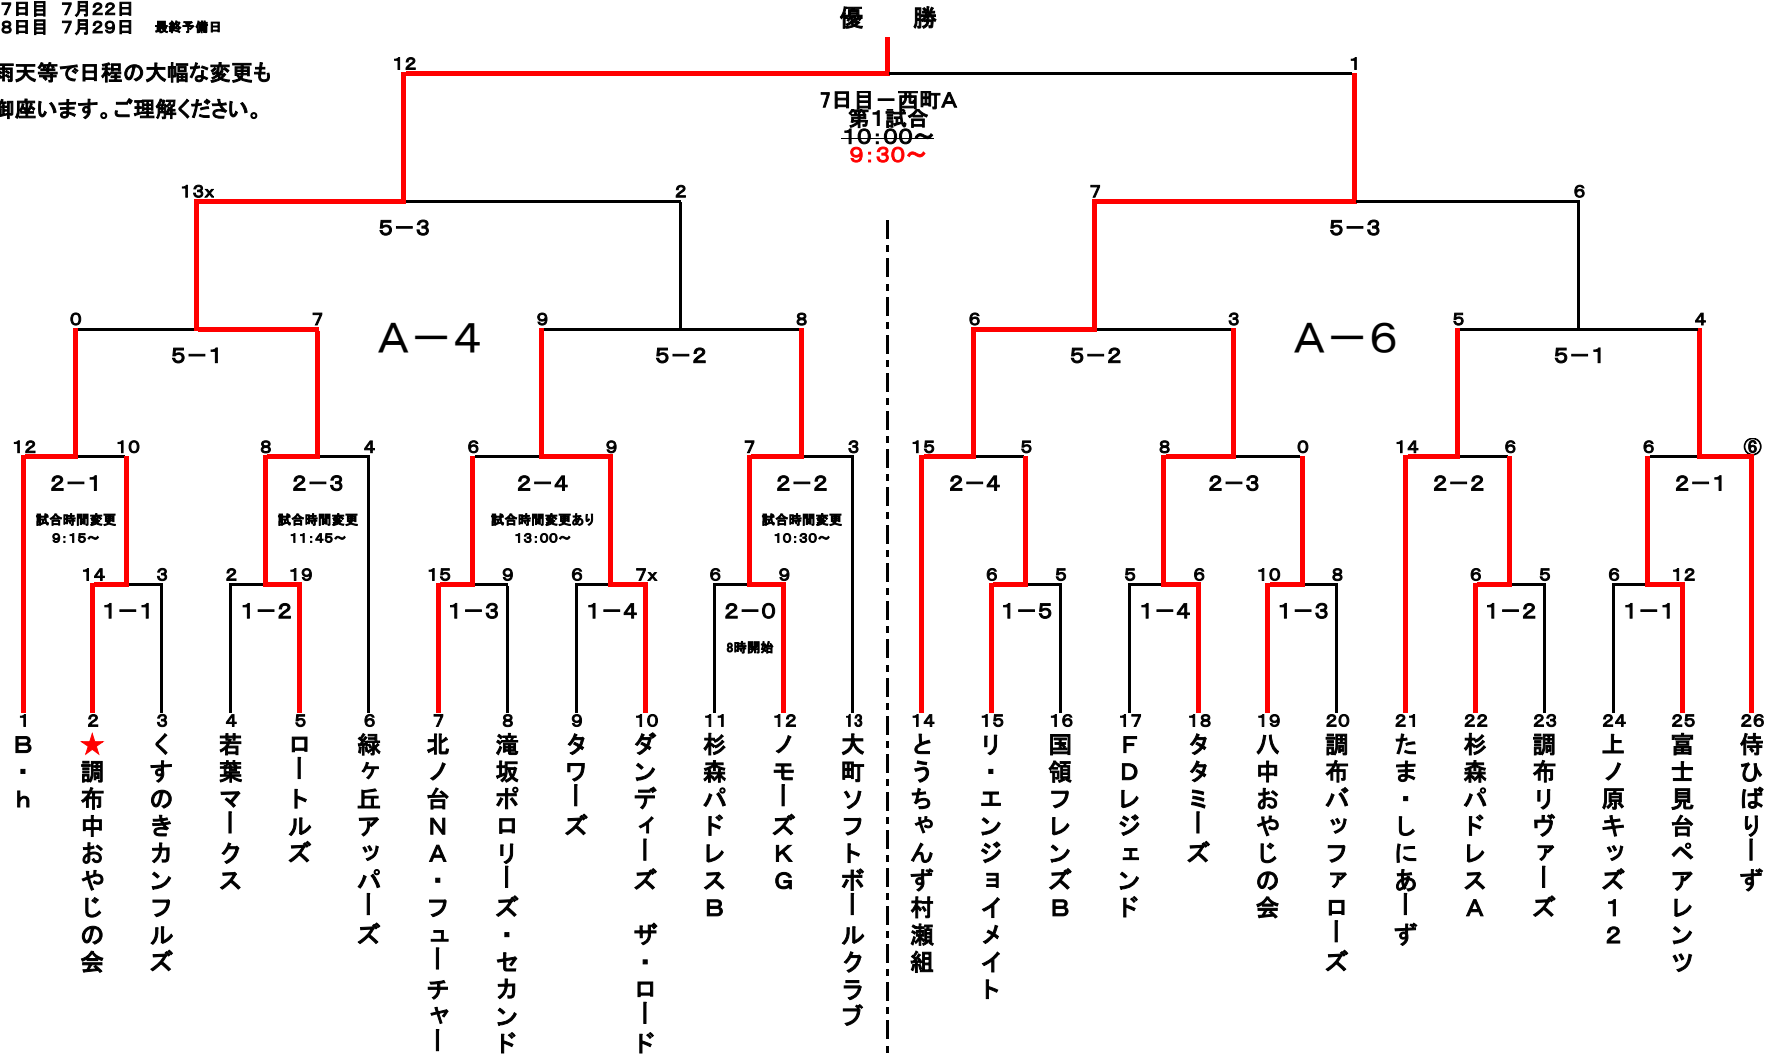 7日目 7月22日
8日目 7月29日 最終予備日
雨天等で日程の大幅な変更も
御座います。ご理解ください。
優 勝
12 1
7日目－西町A
第1試合
10:00～
9:30～
13x 2 7 6
5－3 5－3
0 7 9 8 6 3 5 4
A－4 A－6
5－1 5－2 5－2 5－1
12 10 8 4 6 9 7 3 15 5 8 0 14 6 6 ⑥
2－1 2－3 2－4 2－2 2－4 2－3 2－2 2－1
試合時間変更 試合時間変更 試合時間変更あり 試合時間変更
9:15～ 11:45～ 13:00～ 10:30～
14 3 2 19 15 9 6 7x 6 9 6 5 5 6 10 8 6 5 6 12
1－1 1－2 1－3 1－4 2－0 1－5 1－4 1－3 1－2 1－1
8時開始
1 B・h
2 ★調布中おやじの会
3 くすのきカンフルズ
4 若葉マークス
5 ロートルズ
6 緑ヶ丘アッパーズ
7 北ノ台NA・フューチャー
8 滝坂ポロリーズ・セカンド
9 タワーズ
10 ダンディーズ ザ・ロード
11 杉森パドレスB
12 ノモーズKG
13 大町ソフトボールクラブ
14 とうちゃんず村瀬組
15 リ・エンジョイメイト
16 国領フレンズB
17 FDレジェンド
18 タタミーズ
19 八中おやじの会
20 調布バッファローズ
21 たま・しにあーず
22 杉森パドレスA
23 調布リヴァーズ
24 上ノ原キッズ12
25 富士見台ペアレンツ
26 侍ひばりーず